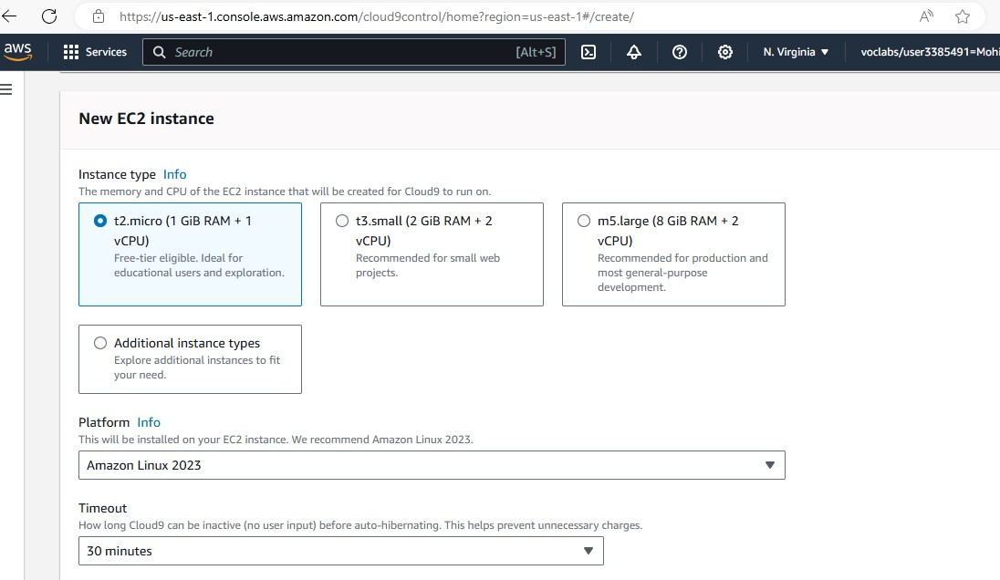 https://us-east-1.console.aws.amazon.com/cloud9control/home?region=us-east-1#/create/
aws Services Search [Alt+S] N. Virginia voclabs/user3385491=Mohi
New EC2 instance
Instance type Info
The memory and CPU of the EC2 instance that will be created for Cloud9 to run on.
t2.micro (1 GiB RAM + 1
vCPU)
Free-tier eligible. Ideal for
educational users and exploration.
t3.small (2 GiB RAM + 2
vCPU)
Recommended for small web
projects.
m5.large (8 GiB RAM + 2
vCPU)
Recommended for production and
most general-purpose
development.
Additional instance types
Explore additional instances to fit
your need.
Platform Info
This will be installed on your EC2 instance. We recommend Amazon Linux 2023.
Amazon Linux 2023
Timeout
How long Cloud9 can be inactive (no user input) before auto-hibernating. This helps prevent unnecessary charges.
30 minutes